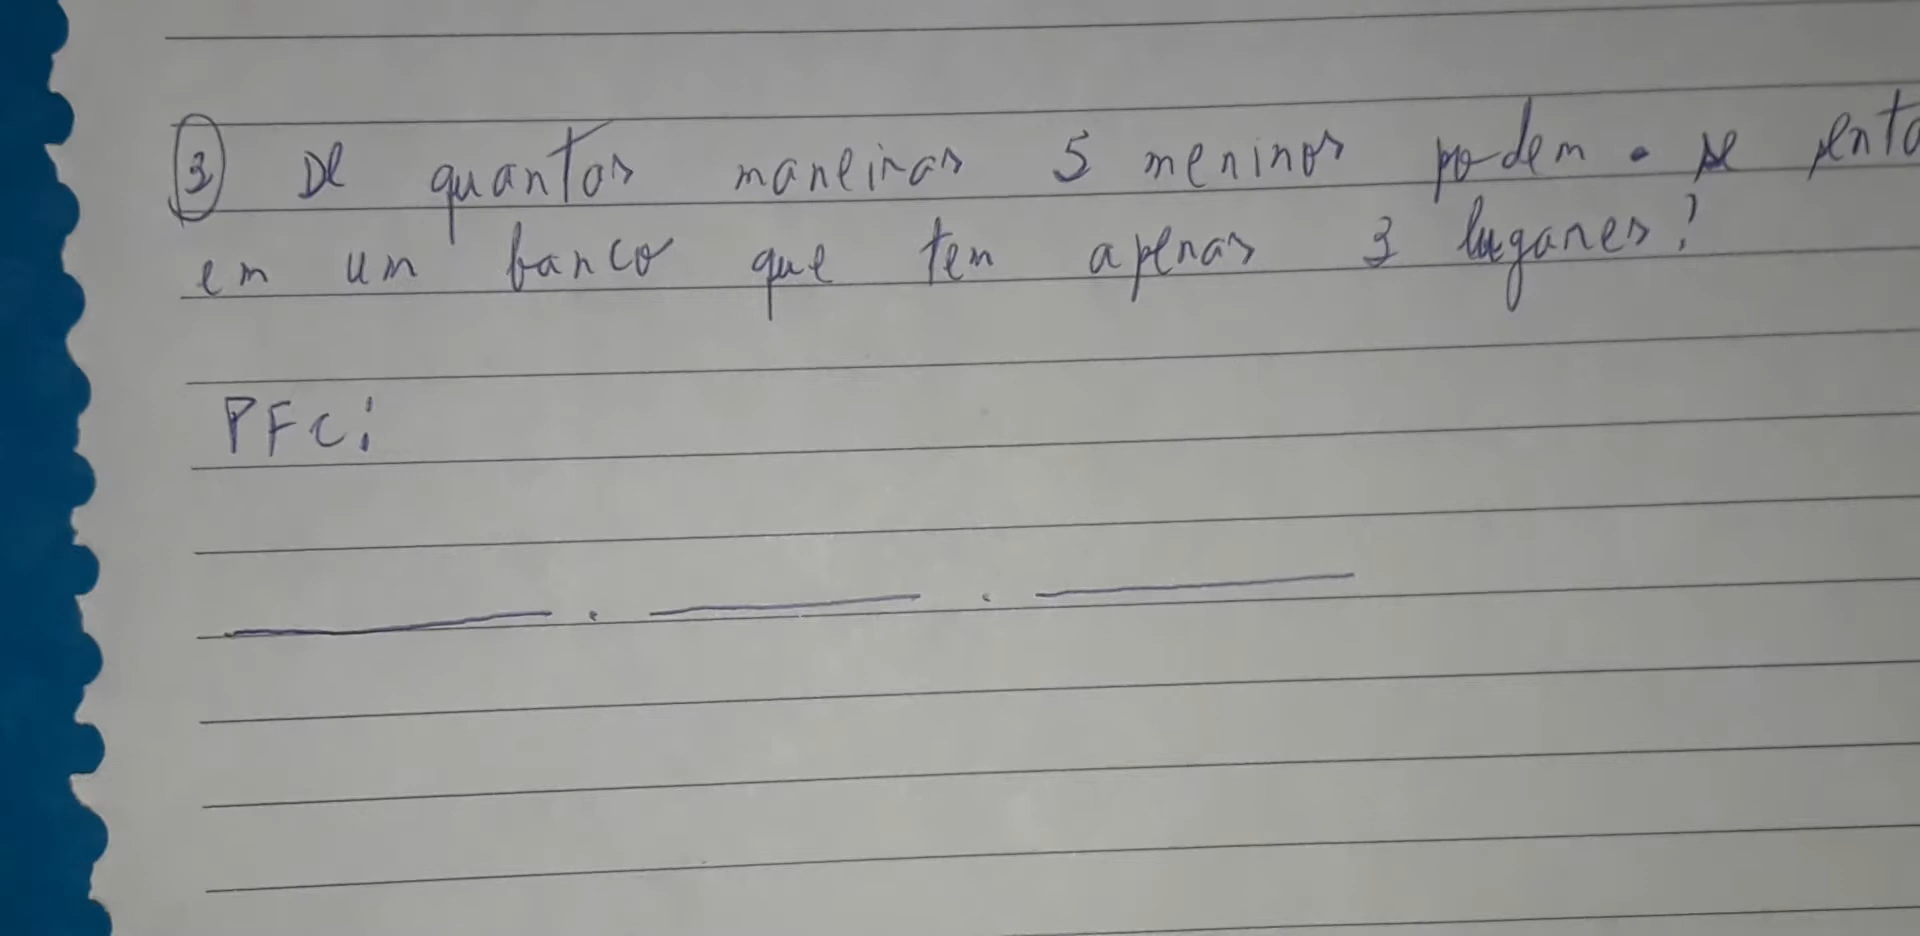 3 De quantas maneiras 5 meninos podem se senta
em um banco que tem apenas 3 lugares?
PFC: